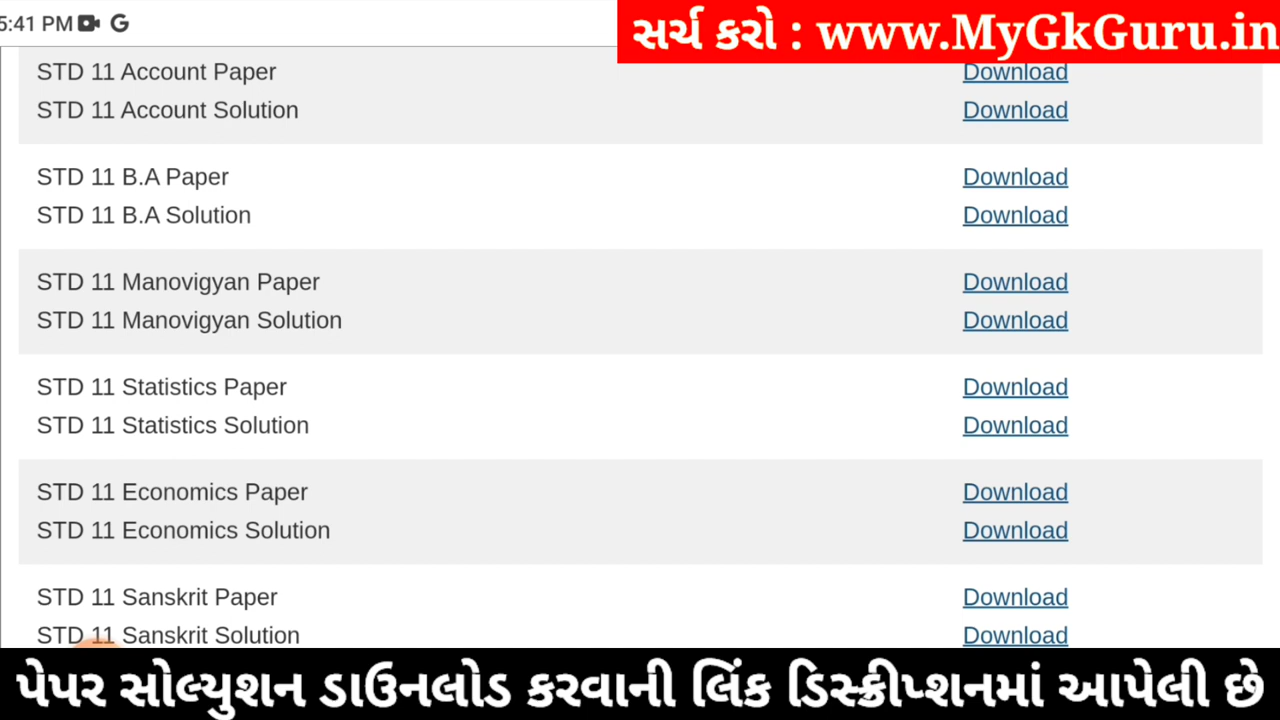 5:41 PM G
સર્ચ કરો : www.MyGkGuru.in
STD 11 Account Paper Download
STD 11 Account Solution Download
STD 11 B.A Paper Download
STD 11 B.A Solution Download
STD 11 Manovigyan Paper Download
STD 11 Manovigyan Solution Download
STD 11 Statistics Paper Download
STD 11 Statistics Solution Download
STD 11 Economics Paper Download
STD 11 Economics Solution Download
STD 11 Sanskrit Paper Download
STD 11 Sanskrit Solution Download
પેપર સોલ્યુશન ડાઉનલોડ કરવાની લિંક ડિસ્ક્રીપ્શનમાં આપેલી છે